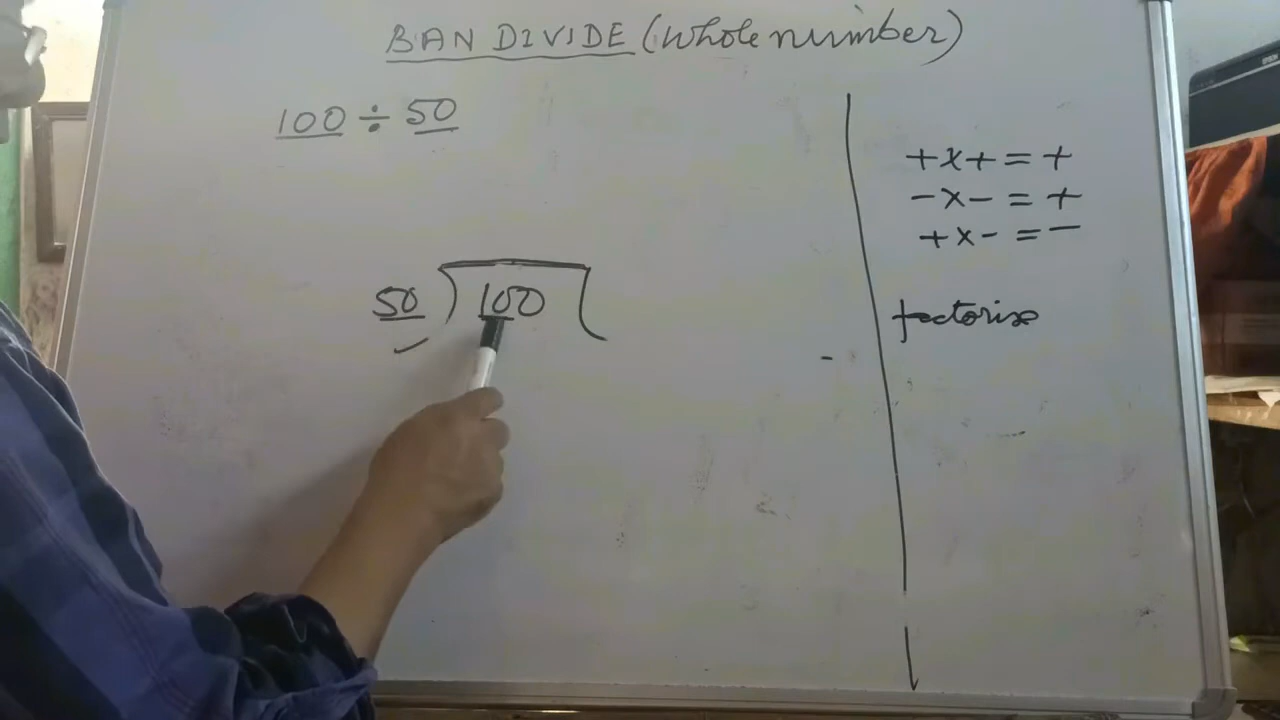 BAN DIVIDE (Whole number)
100 ÷ 50
50 ) 100 (
+x+ = +
-x- = +
+x- = -
factorise